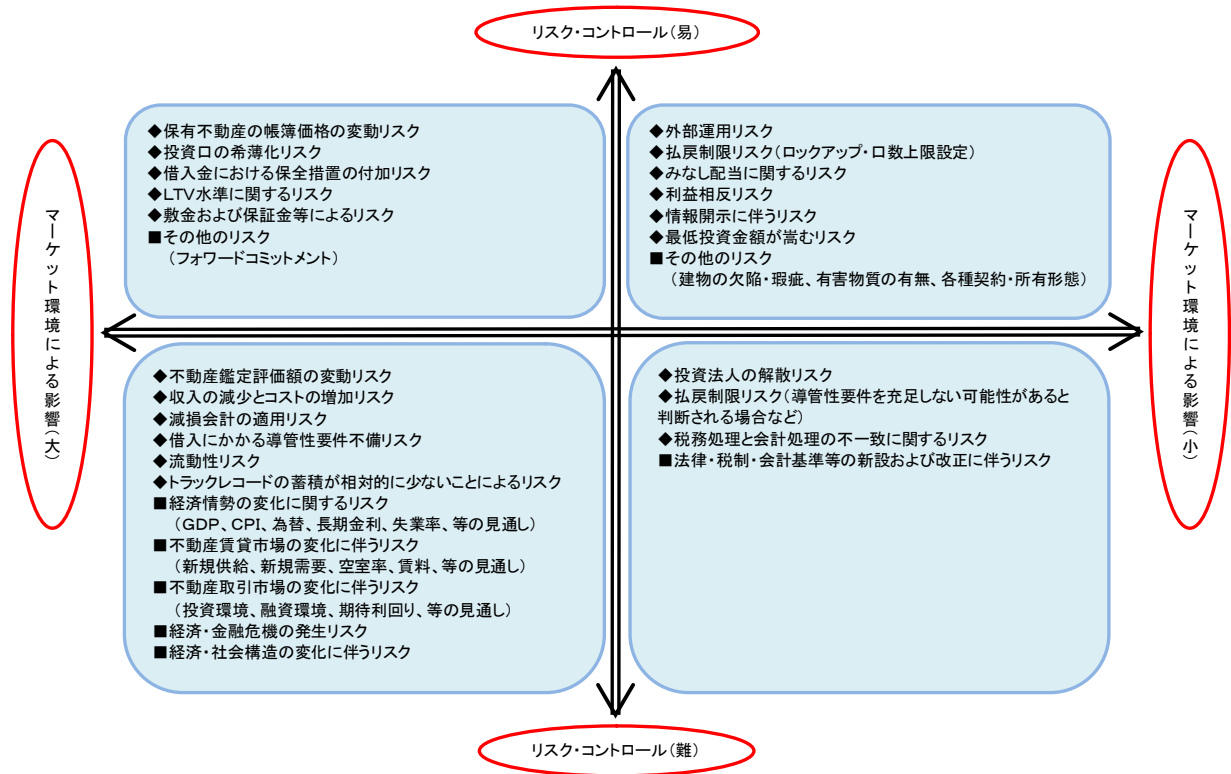 リスク・コントロール（易）
マーケット環境による影響（大）
◆保有不動産の帳簿価格の変動リスク
◆投資口の希薄化リスク
◆借入金における保全措置の付加リスク
◆LTV水準に関するリスク
◆敷金および保証金等によるリスク
■その他のリスク
（フォワードコミットメント）
◆外部運用リスク
◆払戻制限リスク（ロックアップ・口数上限設定）
◆みなし配当に関するリスク
◆利益相反リスク
◆情報開示に伴うリスク
◆最低投資金額が嵩むリスク
■その他のリスク
（建物の欠陥・瑕疵、有害物質の有無、各種契約・所有形態）
マーケット環境による影響（小）
◆不動産鑑定評価額の変動リスク
◆収入の減少とコストの増加リスク
◆減損会計の適用リスク
◆借入にかかる導管性要件不備リスク
◆流動性リスク
◆トラックレコードの蓄積が相対的に少ないことによるリスク
■経済情勢の変化に関するリスク
（GDP、CPI、為替、長期金利、失業率、等の見通し）
■不動産賃貸市場の変化に伴うリスク
（新規供給、新規需要、空室率、賃料、等の見通し）
■不動産取引市場の変化に伴うリスク
（投資環境、融資環境、期待利回り、等の見通し）
■経済・金融危機の発生リスク
■経済・社会構造の変化に伴うリスク
◆投資法人の解散リスク
◆払戻制限リスク（導管性要件を充足しない可能性があると
判断される場合など）
◆税務処理と会計処理の不一致に関するリスク
■法律・税制・会計基準等の新設および改正に伴うリスク
リスク・コントロール（難）